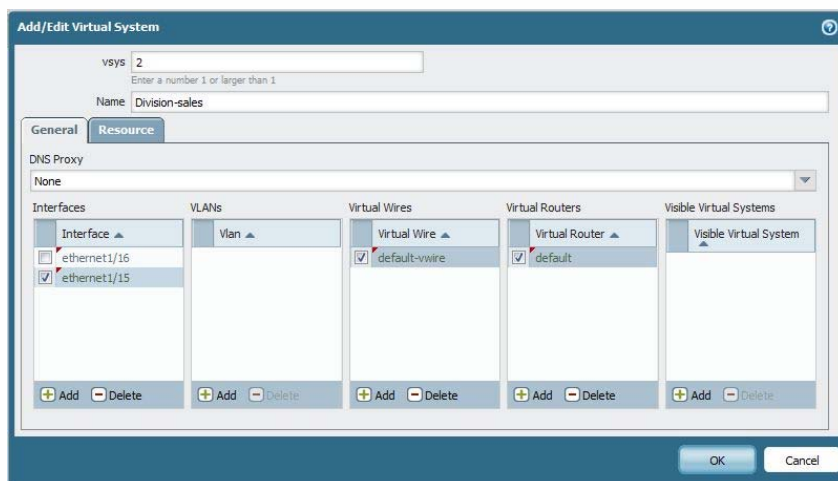 Add/Edit Virtual System
vsys 2
Enter a number 1 or larger than 1
Name Division-sales
General Resource
DNS Proxy
None
Interfaces VLANs Virtual Wires Virtual Routers Visible Virtual Systems
Interface Vlan Virtual Wire Virtual Router Visible Virtual System
ethernet1/16 default-vwire default
ethernet1/15
Add Delete Add Delete Add Delete Add Delete Add Delete
OK Cancel